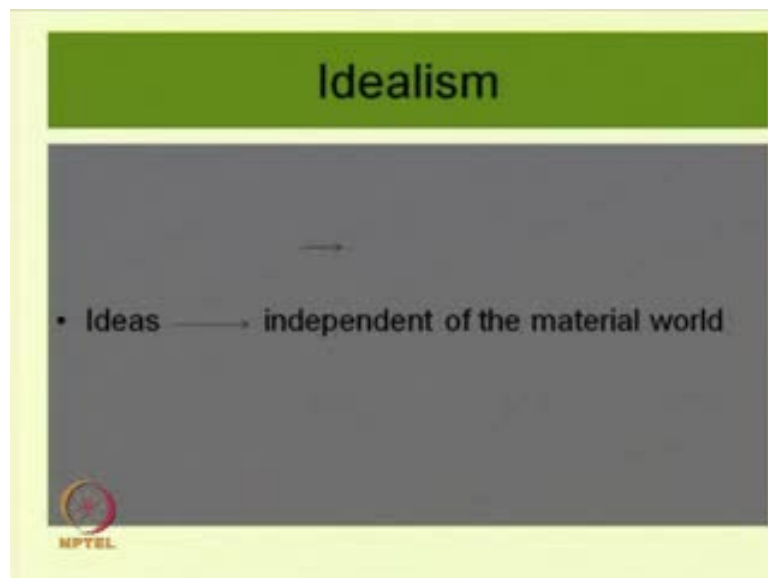 Idealism
• Ideas → independent of the material world
NPTEL